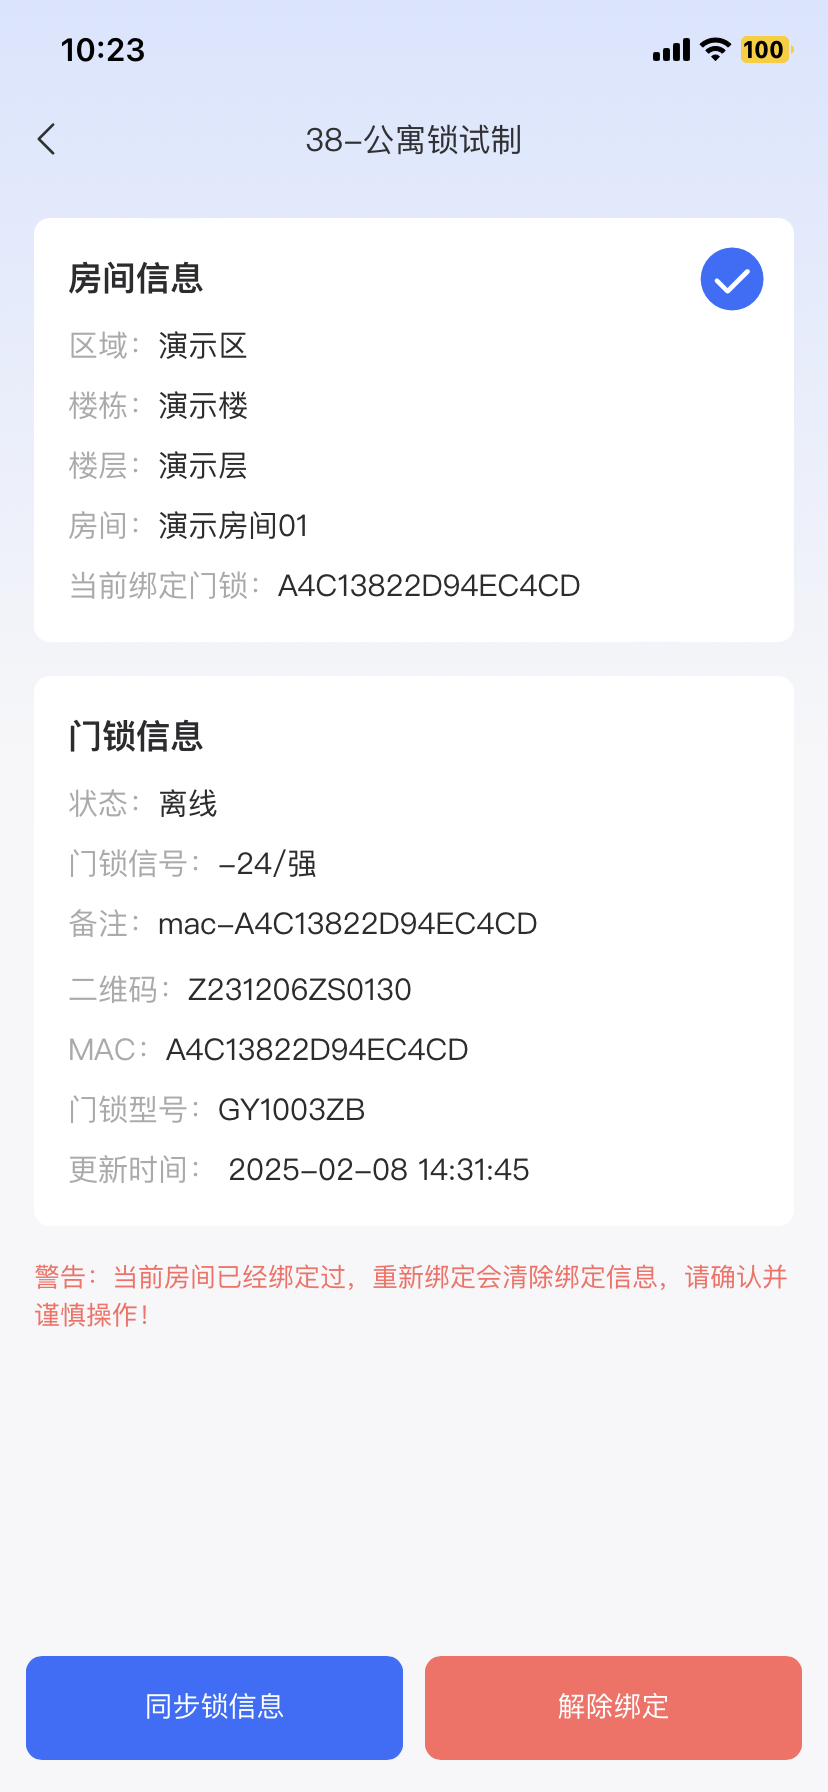 10:23
100
38-公寓锁试制
房间信息
区域：演示区
楼栋：演示楼
楼层：演示层
房间：演示房间01
当前绑定门锁：A4C13822D94EC4CD
门锁信息
状态：离线
门锁信号：-24/强
备注：mac-A4C13822D94EC4CD
二维码：Z231206ZS0130
MAC：A4C13822D94EC4CD
门锁型号：GY1003ZB
更新时间： 2025-02-08 14:31:45
警告：当前房间已经绑定过，重新绑定会清除绑定信息，请确认并
谨慎操作！
同步锁信息
解除绑定